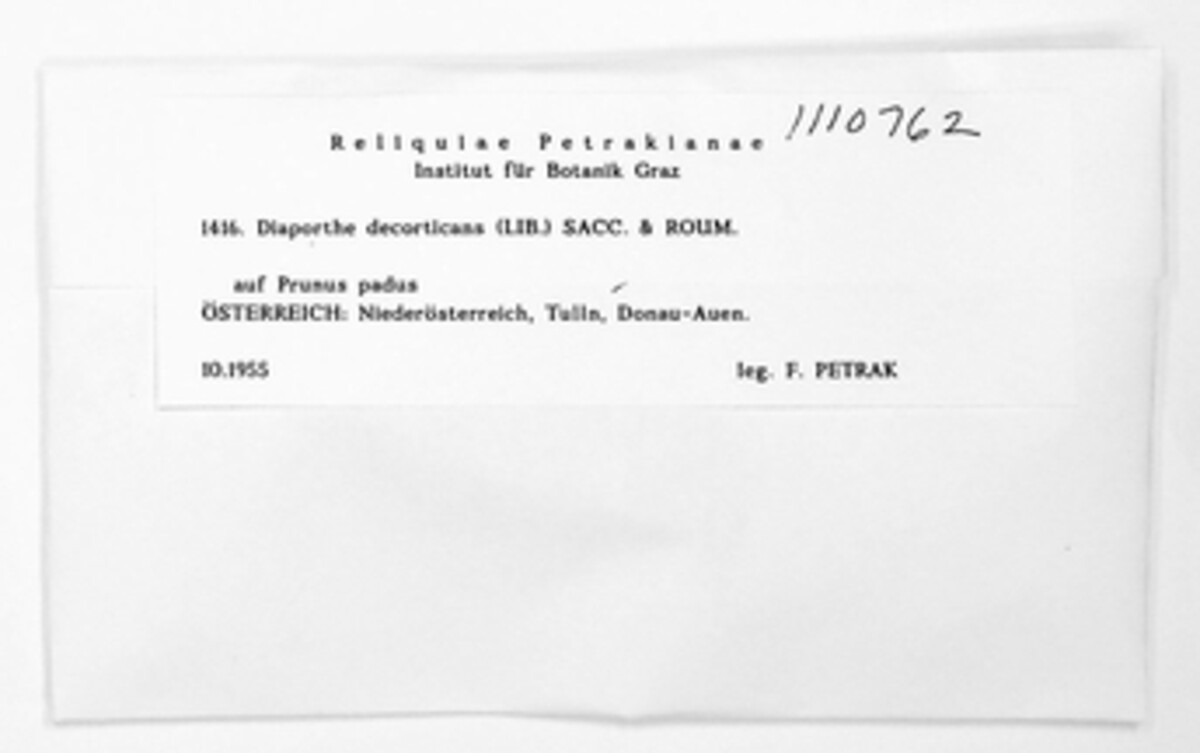 1110762
Reliquiae Petrakianae
Institut für Botanik Graz
1416. Diaporthe decorticans (LIB.) SACC. & ROUM.
auf Prunus padus
ÖSTERREICH: Niederösterreich, Tulln, Donau-Auen.
10.1955 leg. F. PETRAK